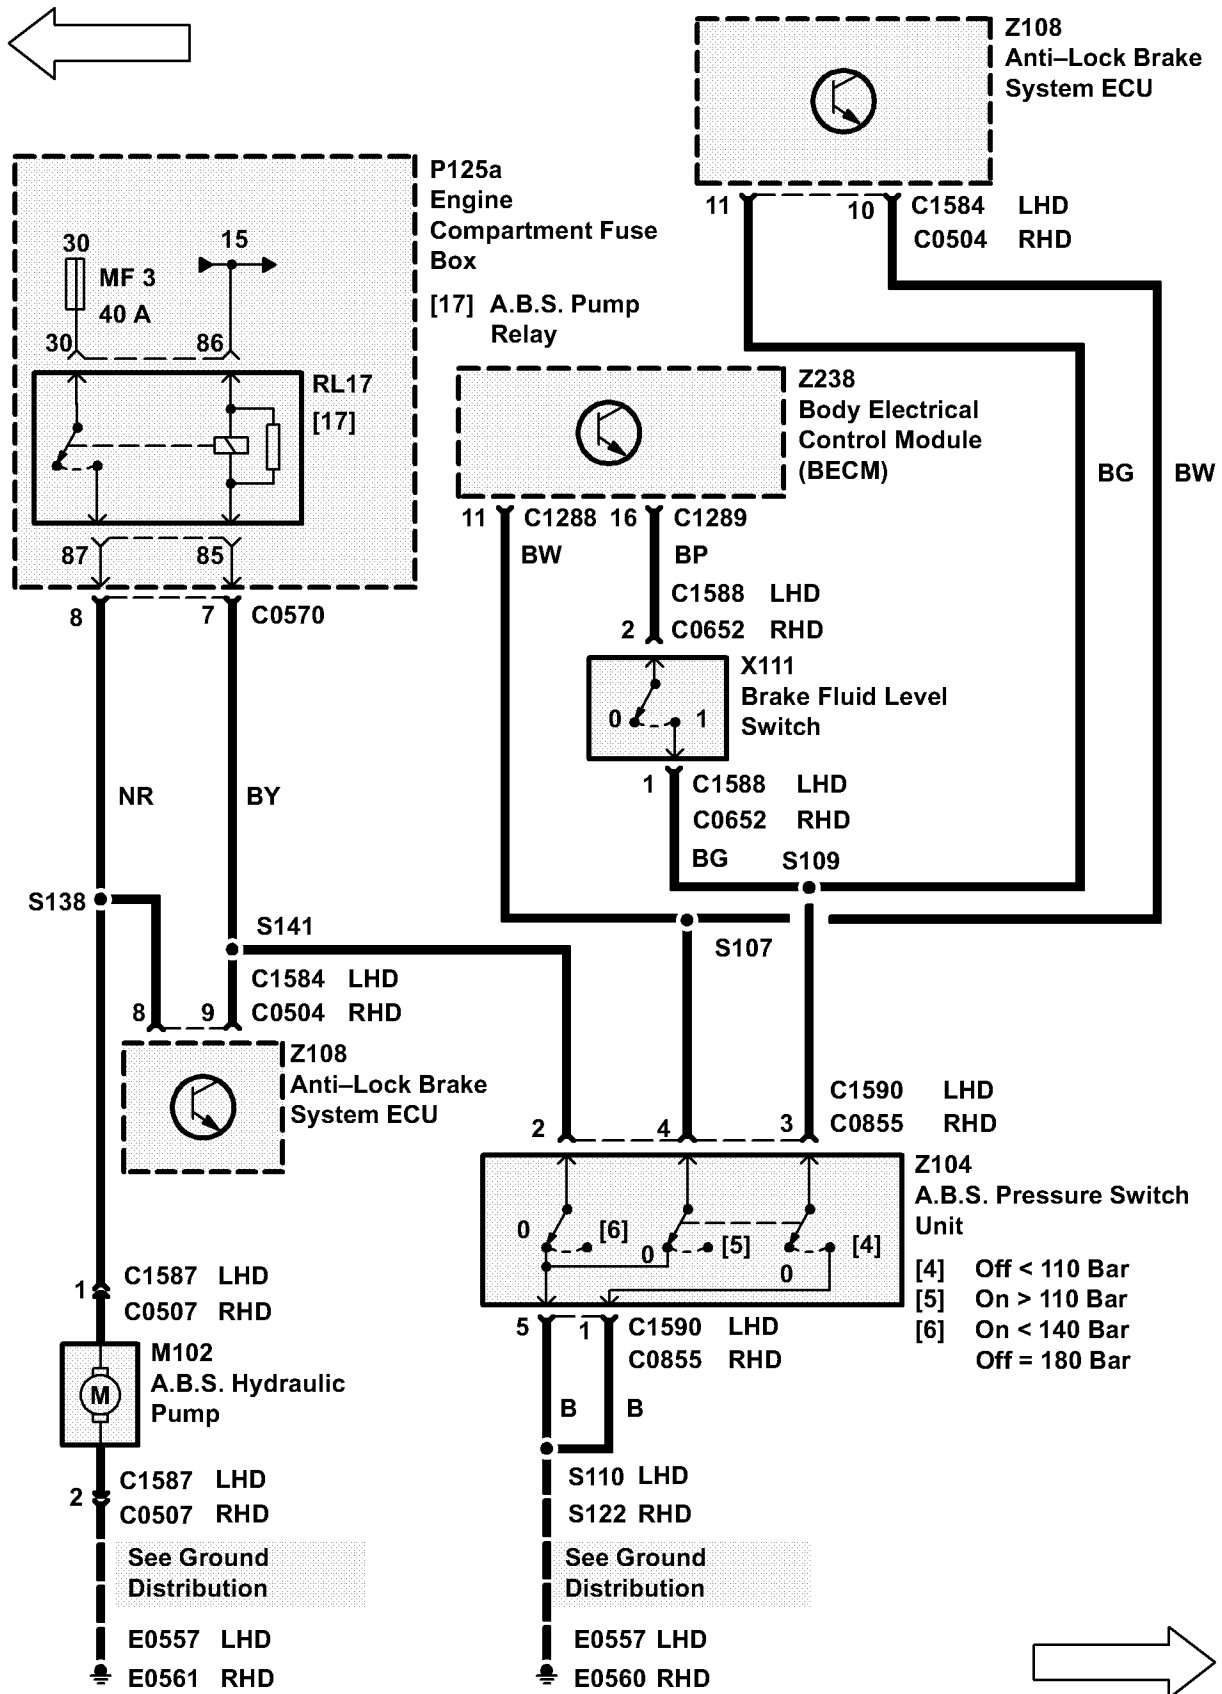 Z108
Anti–Lock Brake
System ECU
11
10
C1584 LHD
C0504 RHD
P125a
Engine
Compartment Fuse
Box
[17] A.B.S. Pump
Relay
30
MF 3
40 A
15
30
86
RL17
[17]
87
85
8
7
C0570
Z238
Body Electrical
Control Module
(BECM)
BG
BW
11
C1288
16
C1289
BW
BP
C1588 LHD
2
C0652 RHD
X111
Brake Fluid Level
Switch
0
1
1
C1588 LHD
C0652 RHD
BG
S109
NR
BY
S138
S141
S107
C1584 LHD
8
9
C0504 RHD
Z108
Anti–Lock Brake
System ECU
C1590 LHD
2
4
3
C0855 RHD
Z104
A.B.S. Pressure Switch
Unit
0
[6]
0
[5]
0
[4]
[4] Off < 110 Bar
[5] On > 110 Bar
[6] On < 140 Bar
Off = 180 Bar
1
C1587 LHD
C0507 RHD
5
1
C1590 LHD
C0855 RHD
M102
A.B.S. Hydraulic
Pump
M
B
B
2
C1587 LHD
C0507 RHD
S110 LHD
S122 RHD
See Ground
Distribution
See Ground
Distribution
E0557 LHD
E0561 RHD
E0557 LHD
E0560 RHD